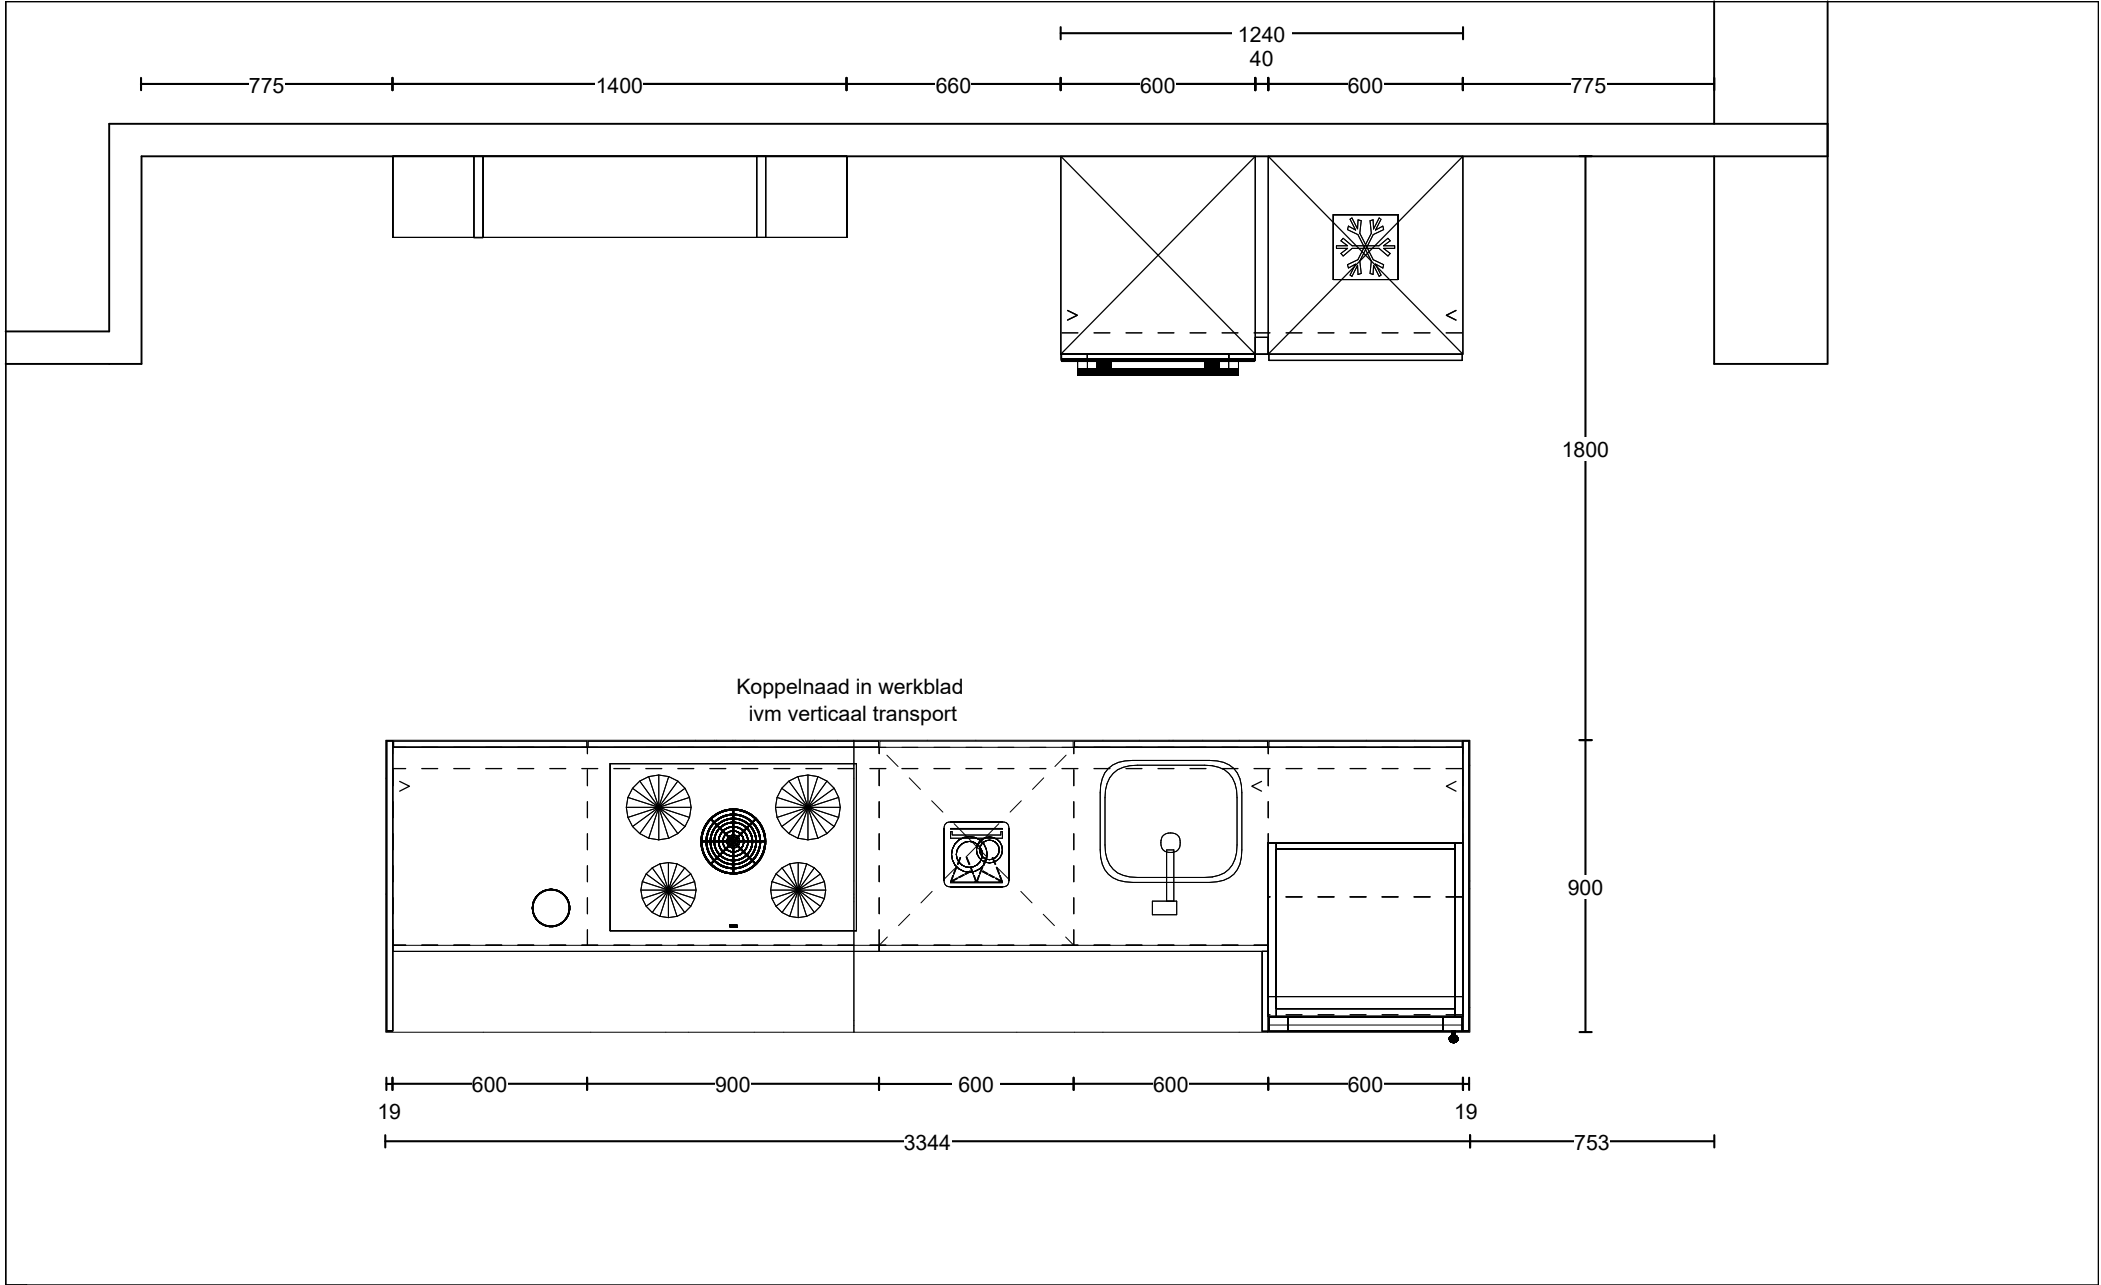 1240
40
775 1400 660 600 600 775
1800
Koppelnaad in werkblad
ivm verticaal transport
900
600 900 600 600 600
19 19
3344 753